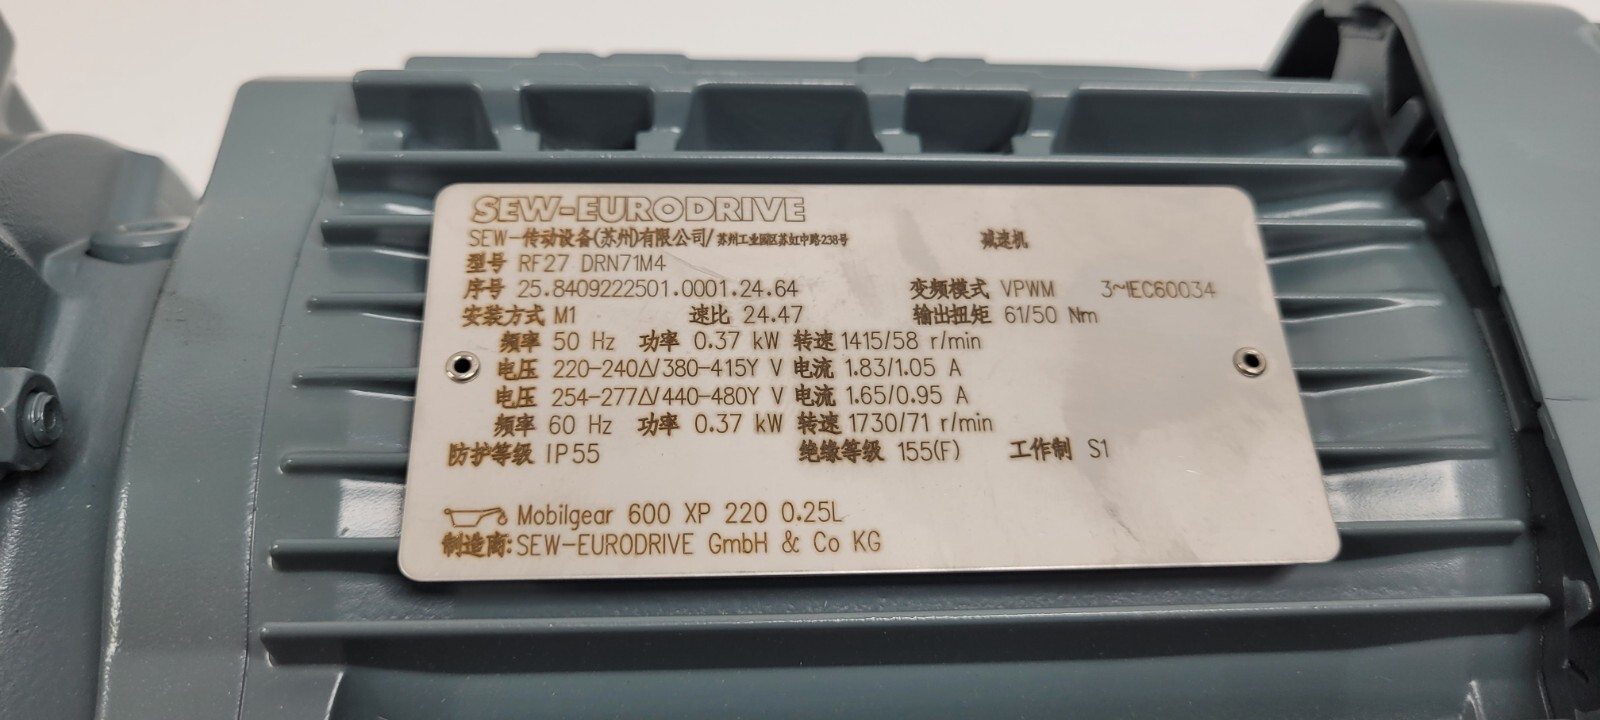 SEW-EURODRIVE
SEW-传动设备(苏州)有限公司/苏州工业园区苏虹中路238号 减速机
型号 RF27 DRN71M4
序号 25.8409222501.0001.24.64 变频模式 VPWM 3~IEC60034
安装方式 M1 速比 24.47 输出扭矩 61/50 Nm
频率 50 Hz 功率 0.37 kW 转速 1415/58 r/min
电压 220-240Δ/380-415Y V 电流 1.83/1.05 A
电压 254-277Δ/440-480Y V 电流 1.65/0.95 A
频率 60 Hz 功率 0.37 kW 转速 1730/71 r/min
防护等级 IP55 绝缘等级 155(F) 工作制 S1
Mobilgear 600 XP 220 0.25L
制造商:SEW-EURODRIVE GmbH & Co KG